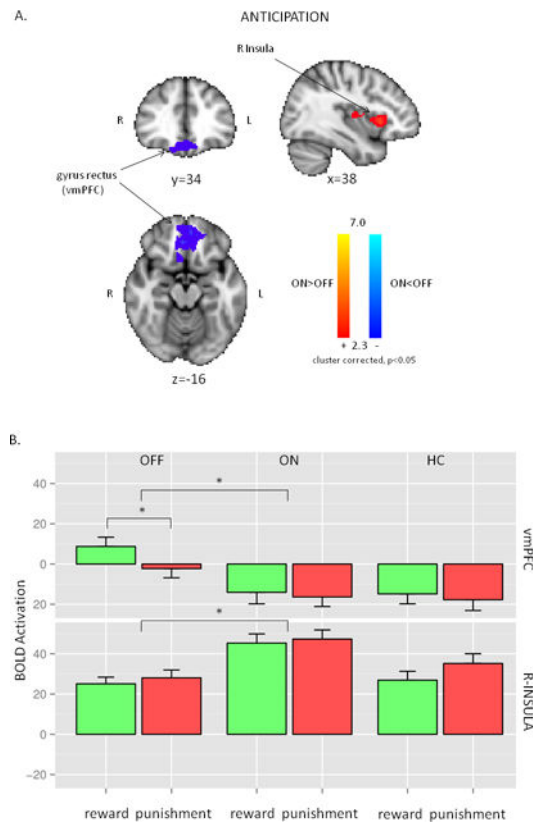 A.
ANTICIPATION
R Insula
R
L
gyrus rectus
(vmPFC)
y=34
x=38
7.0
R
L
ON>OFF
ON<OFF
+ 2.3 -
cluster corrected, p<0.05
z=-16
B.
OFF ON HC
40
*
20
*
0
20
vmPFC
BOLD Activation
*
40
20
0
-20
R-INSULA
reward punishment reward punishment reward punishment